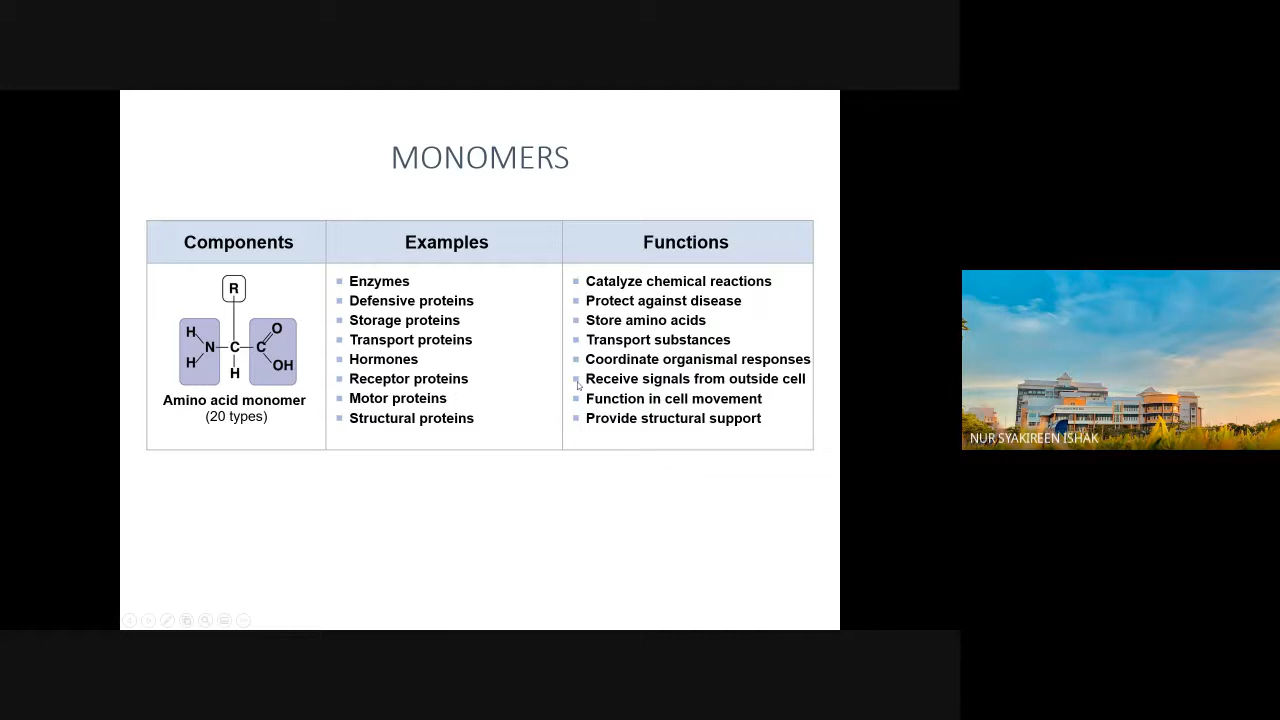 MONOMERS
Components
Examples
Functions
R
H
H
N
C
H
C
O
OH
Amino acid monomer
(20 types)
Enzymes
Defensive proteins
Storage proteins
Transport proteins
Hormones
Receptor proteins
Motor proteins
Structural proteins
Catalyze chemical reactions
Protect against disease
Store amino acids
Transport substances
Coordinate organismal responses
Receive signals from outside cell
Function in cell movement
Provide structural support
NUR SYAKIREEN ISHAK